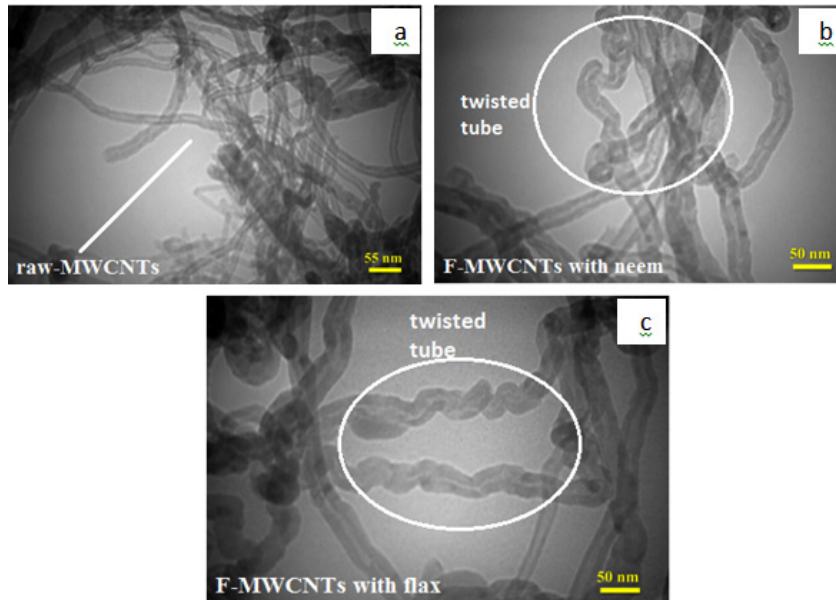 a
raw-MWCNTs
55 nm
b
twisted
tube
F-MWCNTs with neem
50 nm
c
twisted
tube
F-MWCNTs with flax
50 nm